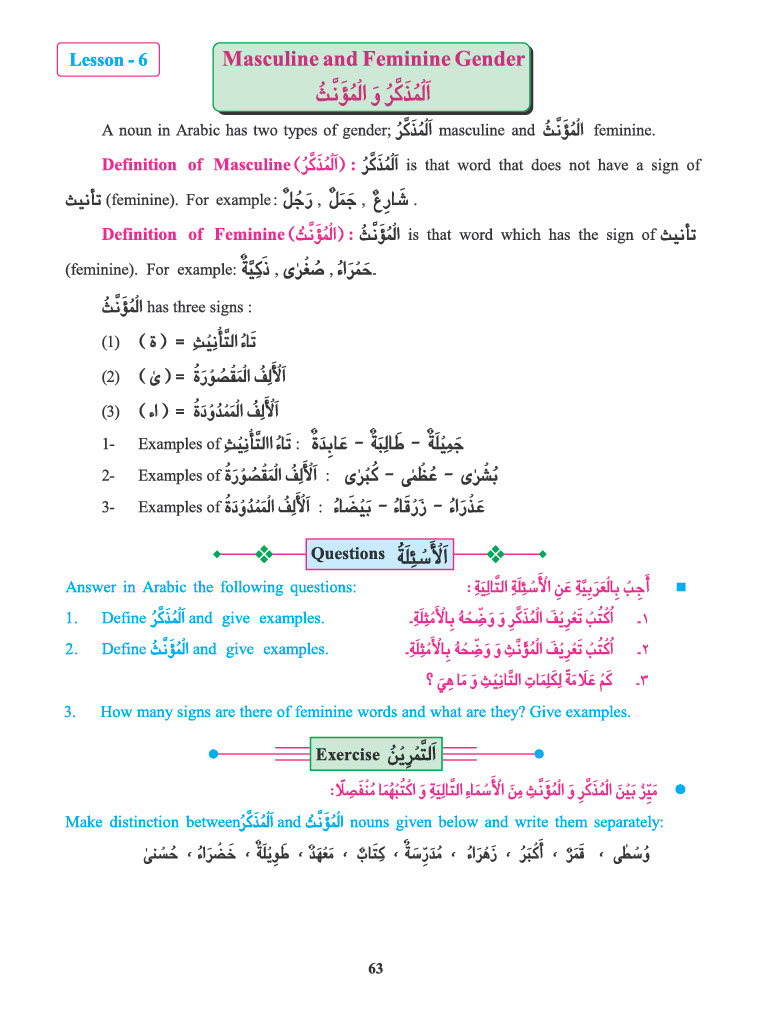 Lesson - 6
Masculine and Feminine Gender
اَلْمُذَكَّرُ وَ الْمُؤَنَّثُ
A noun in Arabic has two types of gender; اَلْمُذَكَّرُ masculine and اَلْمُؤَنَّثُ feminine.
Definition of Masculine (اَلْمُذَكَّرُ) : اَلْمُذَكَّرُ is that word that does not have a sign of
تأنيث (feminine). For example : رَجُلٌ , جَمَلٌ , شَارِعٌ .
Definition of Feminine (اَلْمُؤَنَّثُ) : اَلْمُؤَنَّثُ is that word which has the sign of تأنيث
(feminine). For example: ذَكِيَّةٌ , صُغْرٰى , حَمْرَاءُ۔
اَلْمُؤَنَّثُ has three signs :
(1) تَاءُ التَّأْنِيْثِ = ( ة )
(2) اَلْأَلِفُ الْمَقْصُوْرَةُ = ( ىٰ )
(3) اَلْأَلِفُ الْمَمْدُوْدَةُ = ( اء )
1- Examples of تَاءُ االتَّأْنِيْثِ : جَمِيْلَةٌ – طَالِبَةٌ – عَابِدَةٌ
2- Examples of اَلْأَلِفُ الْمَقْصُوْرَةُ : بُشْرٰى – عُظْمٰى – كُبْرٰى
3- Examples of اَلْأَلِفُ الْمَمْدُوْدَةُ : عَذْرَاءُ – زَرْقَاءُ – بَيْضَاءُ
Questions اَلْأَسْئِلَةُ
Answer in Arabic the following questions: أَجِبْ بِالْعَرَبِيَّةِ عَنِ الْأَسْئِلَةِ التَّالِيَةِ :
1. Define اَلْمُذَكَّرُ and give examples. ١۔ اُكْتُبْ تَعْرِيْفَ الْمُذَكَّرِ وَ وَضِّحْهُ بِالْأَمْثِلَةِ۔
2. Define اَلْمُؤَنَّثُ and give examples. ٢۔ اُكْتُبْ تَعْرِيْفَ الْمُؤَنَّثِ وَ وَضِّحْهُ بِالْأَمْثِلَةِ۔
٣۔ كَمْ عَلَامَةً لِكَلِمَاتِ التَّانِيْثِ وَ مَا هِيَ ؟
3. How many signs are there of feminine words and what are they? Give examples.
Exercise اَلتَّمْرِيْنُ
مَيِّزْ بَيْنَ الْمُذَكَّرِ وَ الْمُؤَنَّثِ مِنَ الْأَسْمَاءِ التَّالِيَةِ وَ اكْتُبْهُمَا مُنْفَصِلًا:
Make distinction between اَلْمُذَكَّرُ and اَلْمُؤَنَّثُ nouns given below and write them separately:
وُسْطٰى ، قَمَرٌ ، أَكْبَرُ ، زَهْرَاءُ ، مُدَرِّسَةٌ ، كِتَابٌ ، مَعْهَدٌ ، طَوِيْلَةٌ ، خَضْرَاءُ ، حُسْنىٰ
63